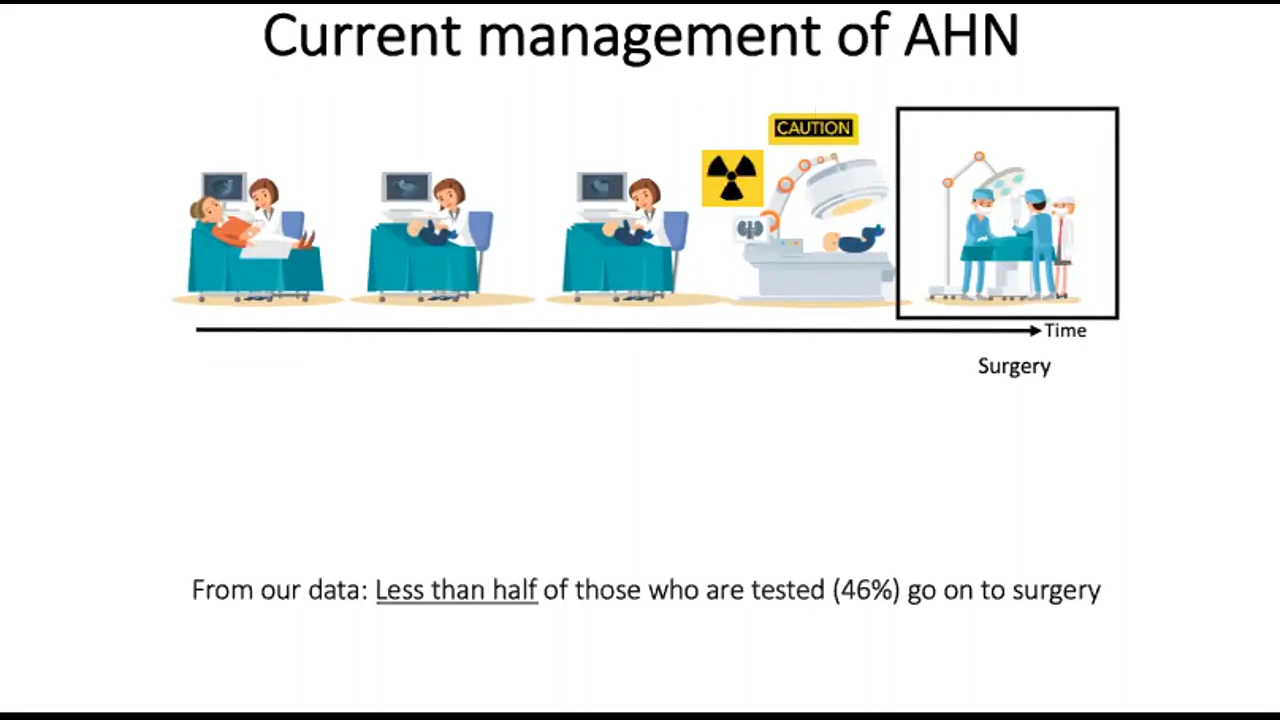 Current management of AHN
CAUTION
Time
Surgery
From our data: Less than half of those who are tested (46%) go on to surgery